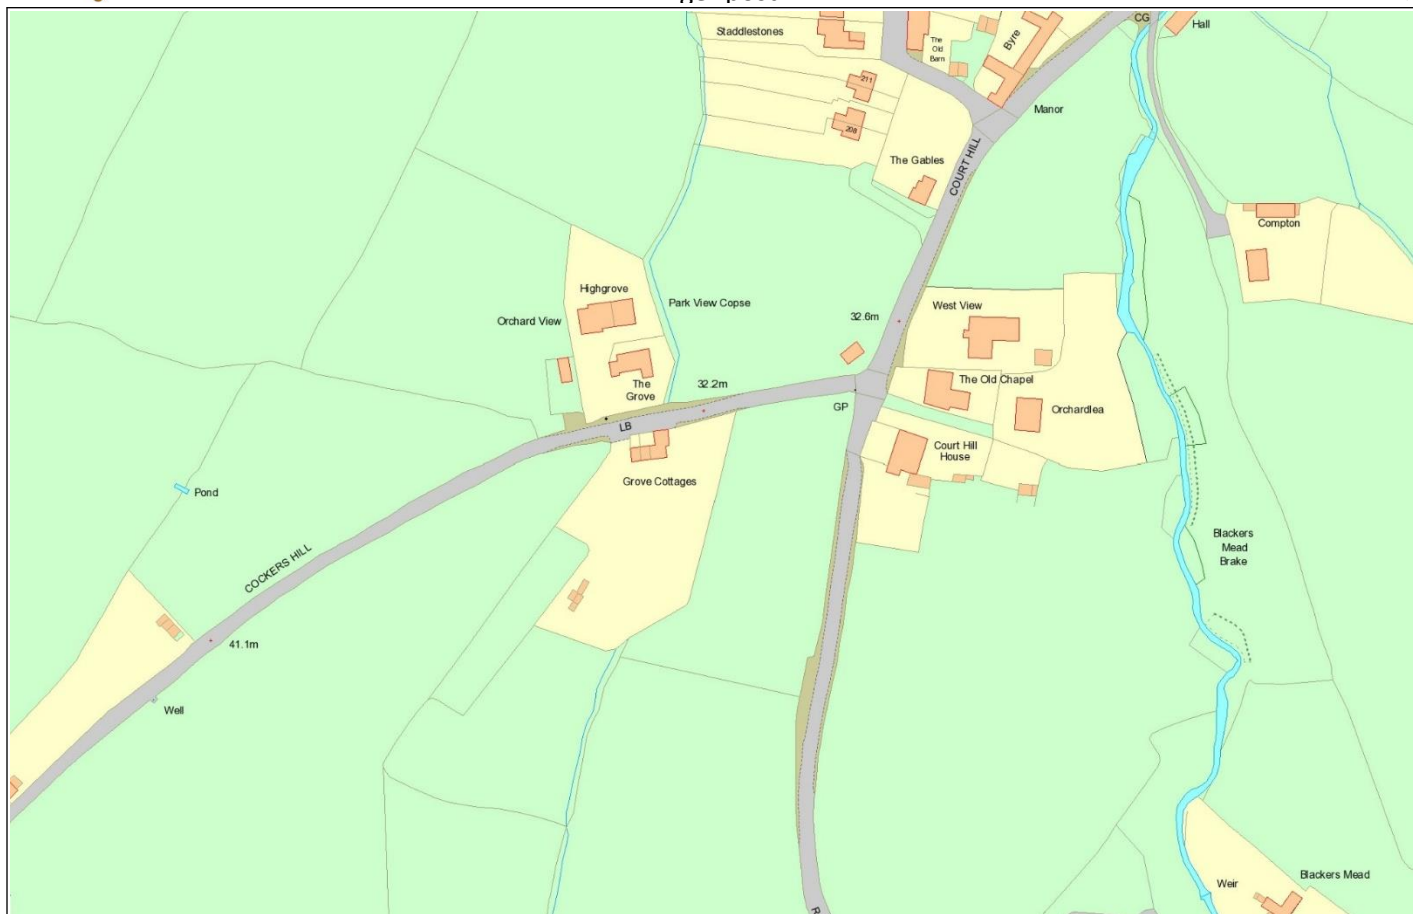 Staddlestones
The
Old
Barn
Byre
CG
Hall
211
209
Manor
The Gables
COURT HILL
Compton
Highgrove
Park View Copse
Orchard View
32.6m
West View
The
Grove
32.2m
The Old Chapel
GP
Orchardlea
LB
Court Hill
House
Grove Cottages
Pond
Blackers
Mead
Brake
COCKERS HILL
41.1m
Well
Blackers Mead
Weir
R